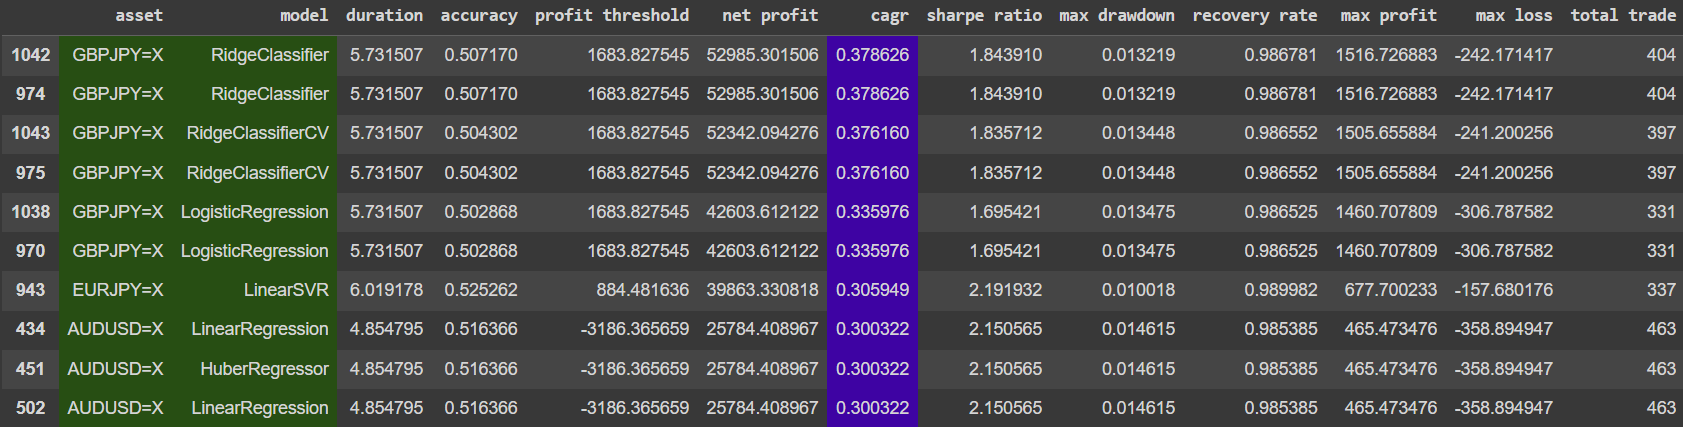 asset model duration accuracy profit threshold net profit cagr sharpe ratio max drawdown recovery rate max profit max loss total trade
1042 GBPJPY=X RidgeClassifier 5.731507 0.507170 1683.827545 52985.301506 0.378626 1.843910 0.013219 0.986781 1516.726883 -242.171417 404
974 GBPJPY=X RidgeClassifier 5.731507 0.507170 1683.827545 52985.301506 0.378626 1.843910 0.013219 0.986781 1516.726883 -242.171417 404
1043 GBPJPY=X RidgeClassifierCV 5.731507 0.504302 1683.827545 52342.094276 0.376160 1.835712 0.013448 0.986552 1505.655884 -241.200256 397
975 GBPJPY=X RidgeClassifierCV 5.731507 0.504302 1683.827545 52342.094276 0.376160 1.835712 0.013448 0.986552 1505.655884 -241.200256 397
1038 GBPJPY=X LogisticRegression 5.731507 0.502868 1683.827545 42603.612122 0.335976 1.695421 0.013475 0.986525 1460.707809 -306.787582 331
970 GBPJPY=X LogisticRegression 5.731507 0.502868 1683.827545 42603.612122 0.335976 1.695421 0.013475 0.986525 1460.707809 -306.787582 331
943 EURJPY=X LinearSVR 6.019178 0.525262 884.481636 39863.330818 0.305949 2.191932 0.010018 0.989982 677.700233 -157.680176 337
434 AUDUSD=X LinearRegression 4.854795 0.516366 -3186.365659 25784.408967 0.300322 2.150565 0.014615 0.985385 465.473476 -358.894947 463
451 AUDUSD=X HuberRegressor 4.854795 0.516366 -3186.365659 25784.408967 0.300322 2.150565 0.014615 0.985385 465.473476 -358.894947 463
502 AUDUSD=X LinearRegression 4.854795 0.516366 -3186.365659 25784.408967 0.300322 2.150565 0.014615 0.985385 465.473476 -358.894947 463